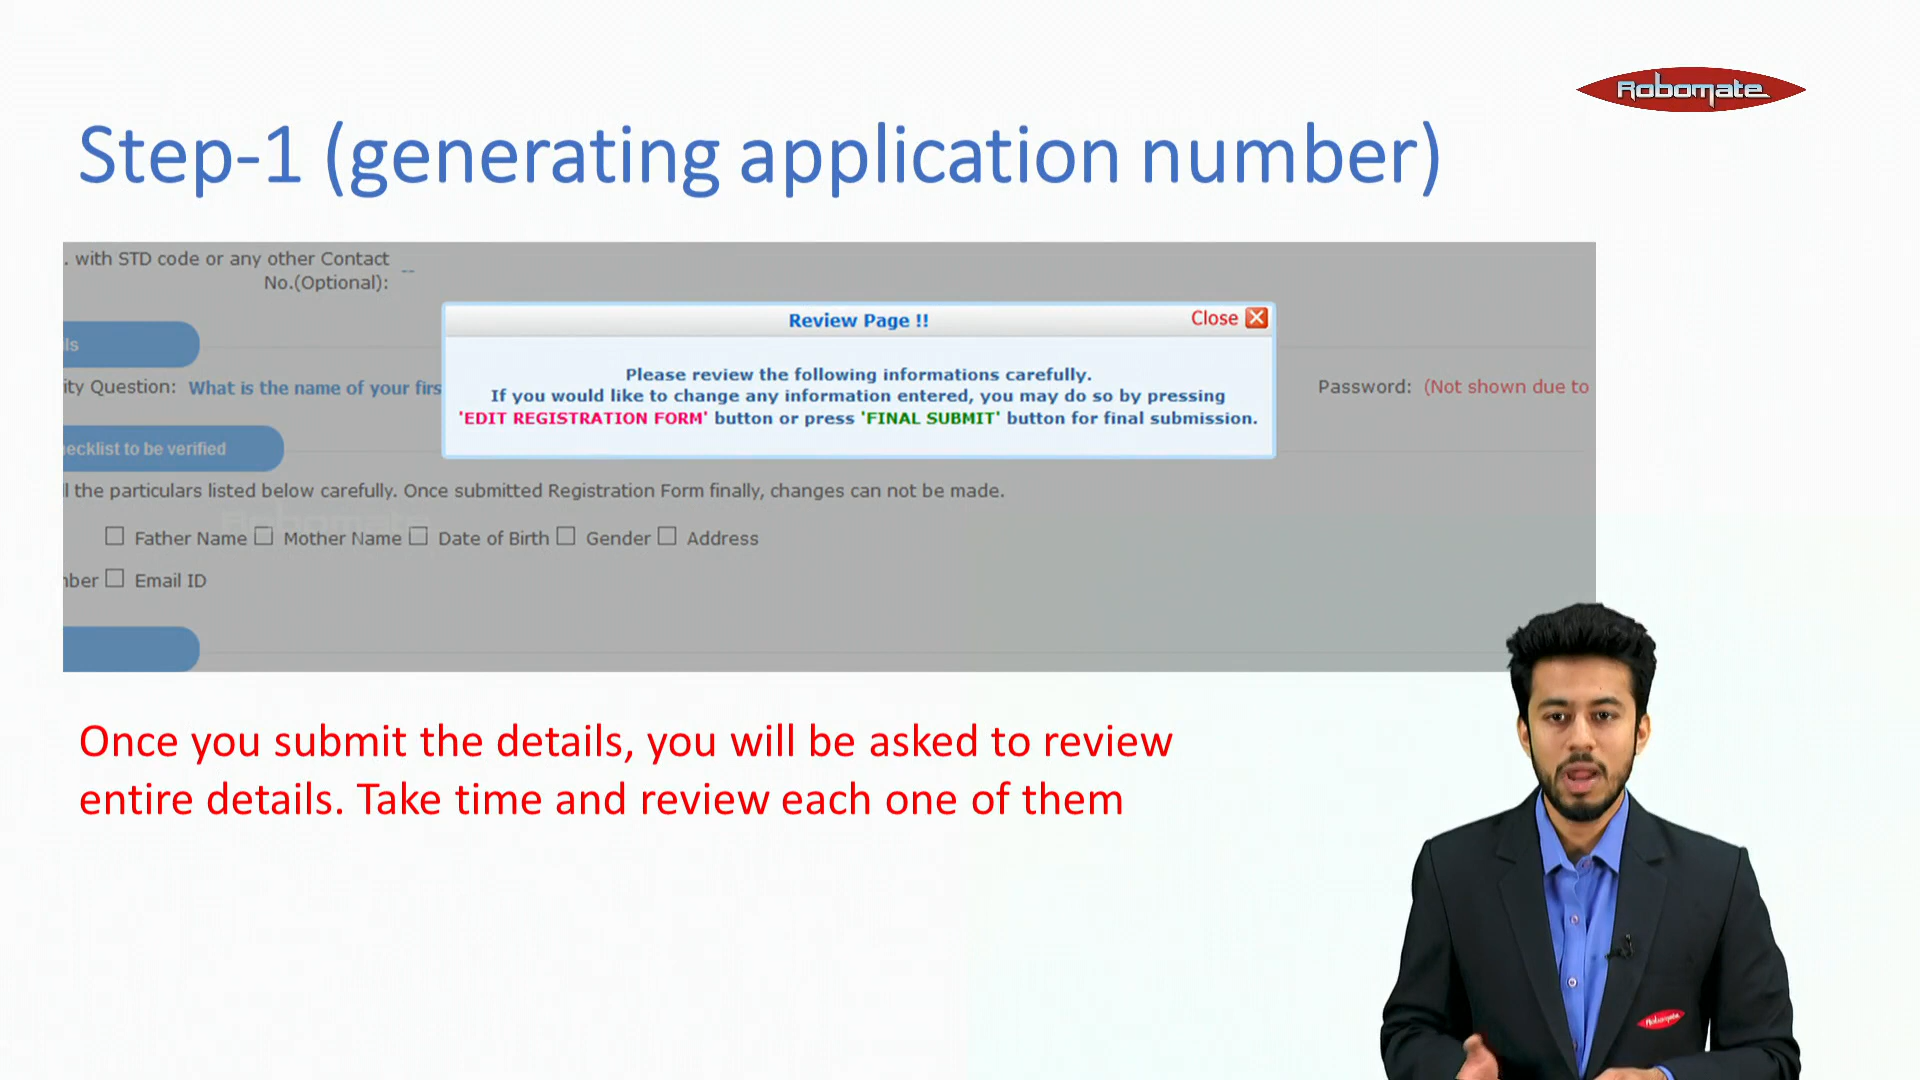 Robomate
Step-1 (generating application number)
. with STD code or any other Contact
No.(Optional):
--
Review Page !!
Close
ls
Please review the following informations carefully.
ity Question: What is the name of your firs
If you would like to change any information entered, you may do so by pressing
Password: (Not shown due to
'EDIT REGISTRATION FORM' button or press 'FINAL SUBMIT' button for final submission.
ecklist to be verified
l the particulars listed below carefully. Once submitted Registration Form finally, changes can not be made.
Robomate
Father Name Mother Name Date of Birth Gender Address
nber Email ID
Once you submit the details, you will be asked to review
entire details. Take time and review each one of them
Robomate